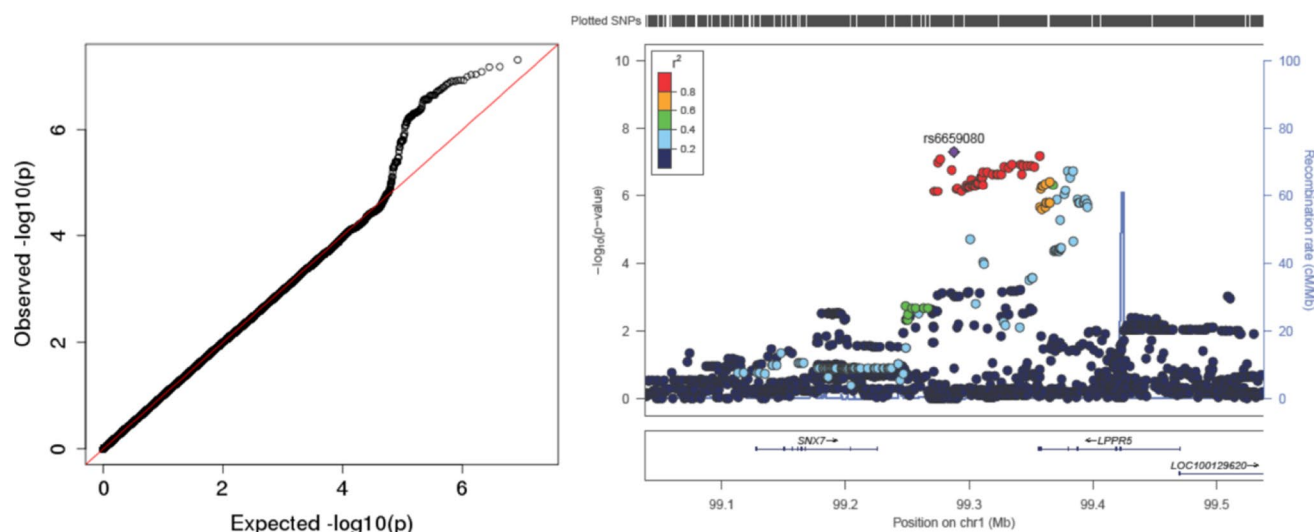 Observed -log10(p)
6
4
2
0
0 2 4 6
Expected -log10(p)
Plotted SNPs
10
8
6
4
2
0
−log10(p−value)
r2
0.8
0.6
0.4
0.2
rs6659080
100
80
60
40
20
0
Recombination rate (cM/Mb)
SNX7→
←LPPR5
LOC100129620→
99.1 99.2 99.3 99.4 99.5
Position on chr1 (Mb)